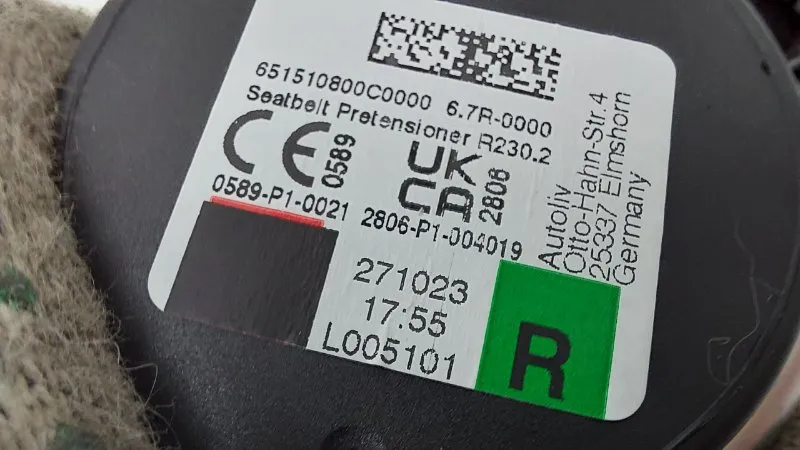 651510800C0000 6.7R-0000
Seatbelt Pretensioner R230.2
CE 0589
UK
CA 2806
0589-P1-0021 2806-P1-004019
271023
17:55
L005101
R
Autoliv
Otto-Hahn-Str.4
25337 Elmshorn
Germany